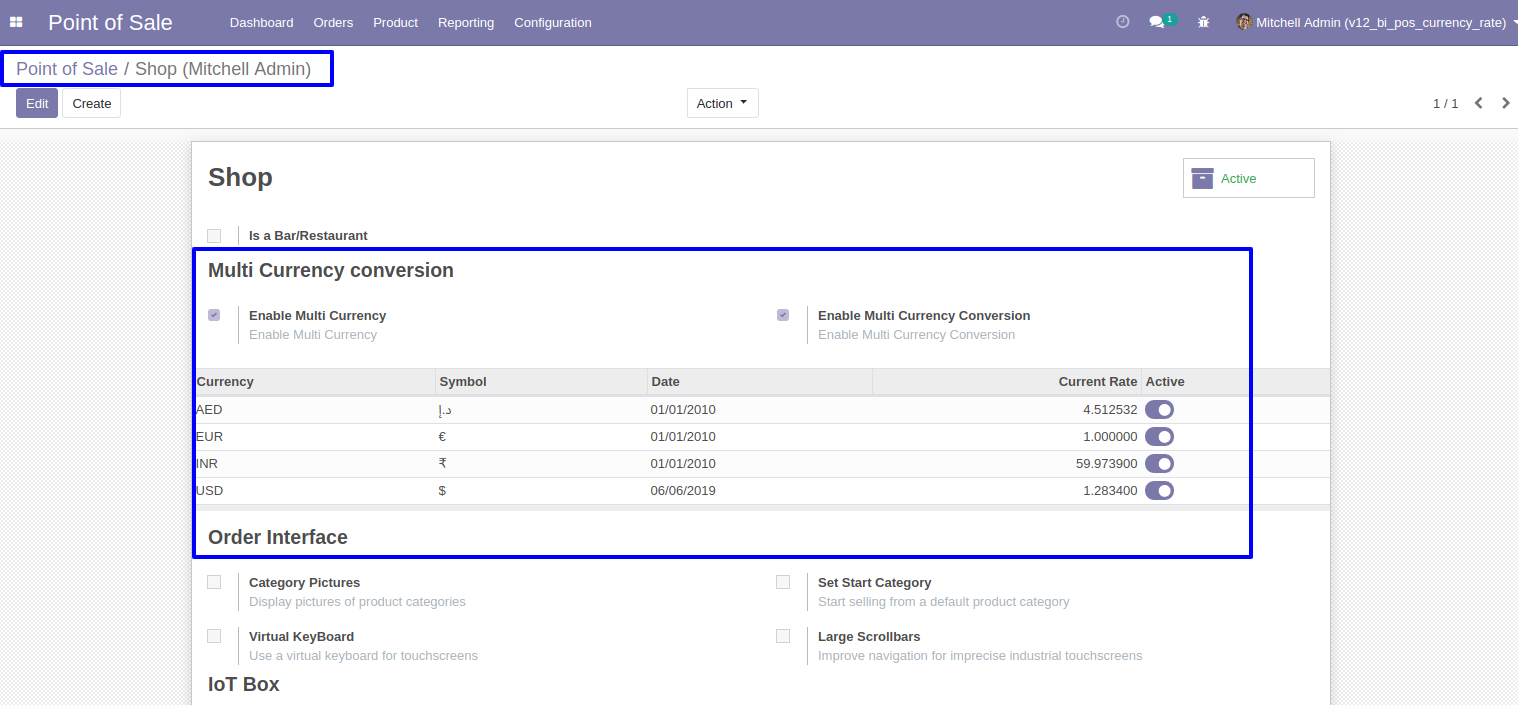 Point of Sale Dashboard Orders Product Reporting Configuration 1 Mitchell Admin (v12_bi_pos_currency_rate)
Point of Sale / Shop (Mitchell Admin)
Edit Create Action 1 / 1
Shop Active
Is a Bar/Restaurant
Multi Currency conversion
Enable Multi Currency Enable Multi Currency Conversion
Enable Multi Currency Enable Multi Currency Conversion
Currency Symbol Date Current Rate Active
AED د.إ 01/01/2010 4.512532
EUR € 01/01/2010 1.000000
INR ₹ 01/01/2010 59.973900
USD $ 06/06/2019 1.283400
Order Interface
Category Pictures Set Start Category
Display pictures of product categories Start selling from a default product category
Virtual KeyBoard Large Scrollbars
Use a virtual keyboard for touchscreens Improve navigation for imprecise industrial touchscreens
IoT Box